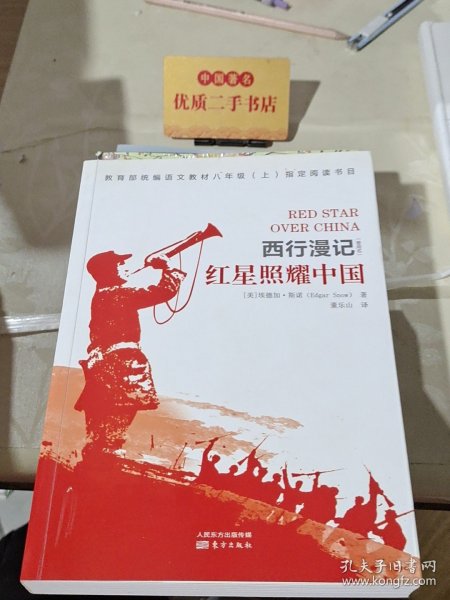 中国著名
优质二手书店
教育部统编语文教材八年级（上）指定阅读书目
RED STAR
OVER CHINA
西行漫记
红星照耀中国
［美］埃德加·斯诺（Edgar Snow） 著
董乐山 译
人民东方出版传媒
东方出版社
孔夫子旧书网
www.kongfz.com